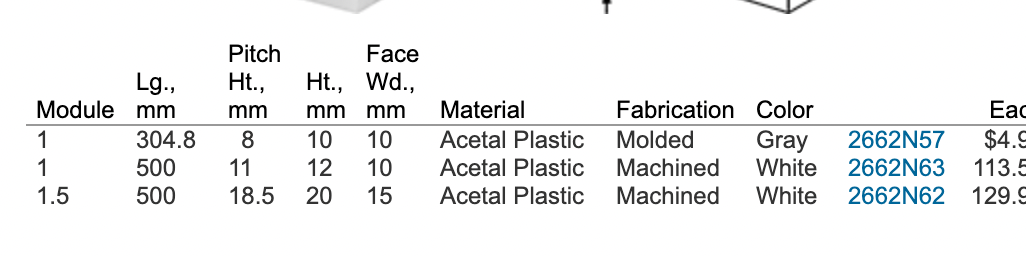 Pitch Face
Lg., Ht., Ht., Wd.,
Module mm mm mm mm Material Fabrication Color Eac
1 304.8 8 10 10 Acetal Plastic Molded Gray 2662N57 $4.9
1 500 11 12 10 Acetal Plastic Machined White 2662N63 113.5
1.5 500 18.5 20 15 Acetal Plastic Machined White 2662N62 129.9